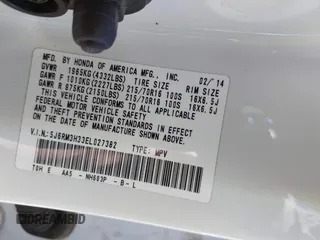 MFD. BY HONDA OF AMERICA MFG., INC. 02/14
GVWR 1965KG(4332LBS) TIRE SIZE RIM SIZE
GAWR F 1010KG(2227LBS) 215/70R16 100S 16X6.5J
GAWR R 975KG(2150LBS) 215/70R16 100S 16X6.5J
THIS VEHICLE CONFORMS TO ALL APPLICABLE
FEDERAL MOTOR VEHICLE SAFETY AND THEFT
PREVENTION STANDARDS IN EFFECT ON THE
DATE OF MANUFACTURE SHOWN ABOVE.
V.I.N.: 5J6RM3H33EL027382 TYPE: MPV
T0H E AA5 - NH603P - B-L
DREAMBID